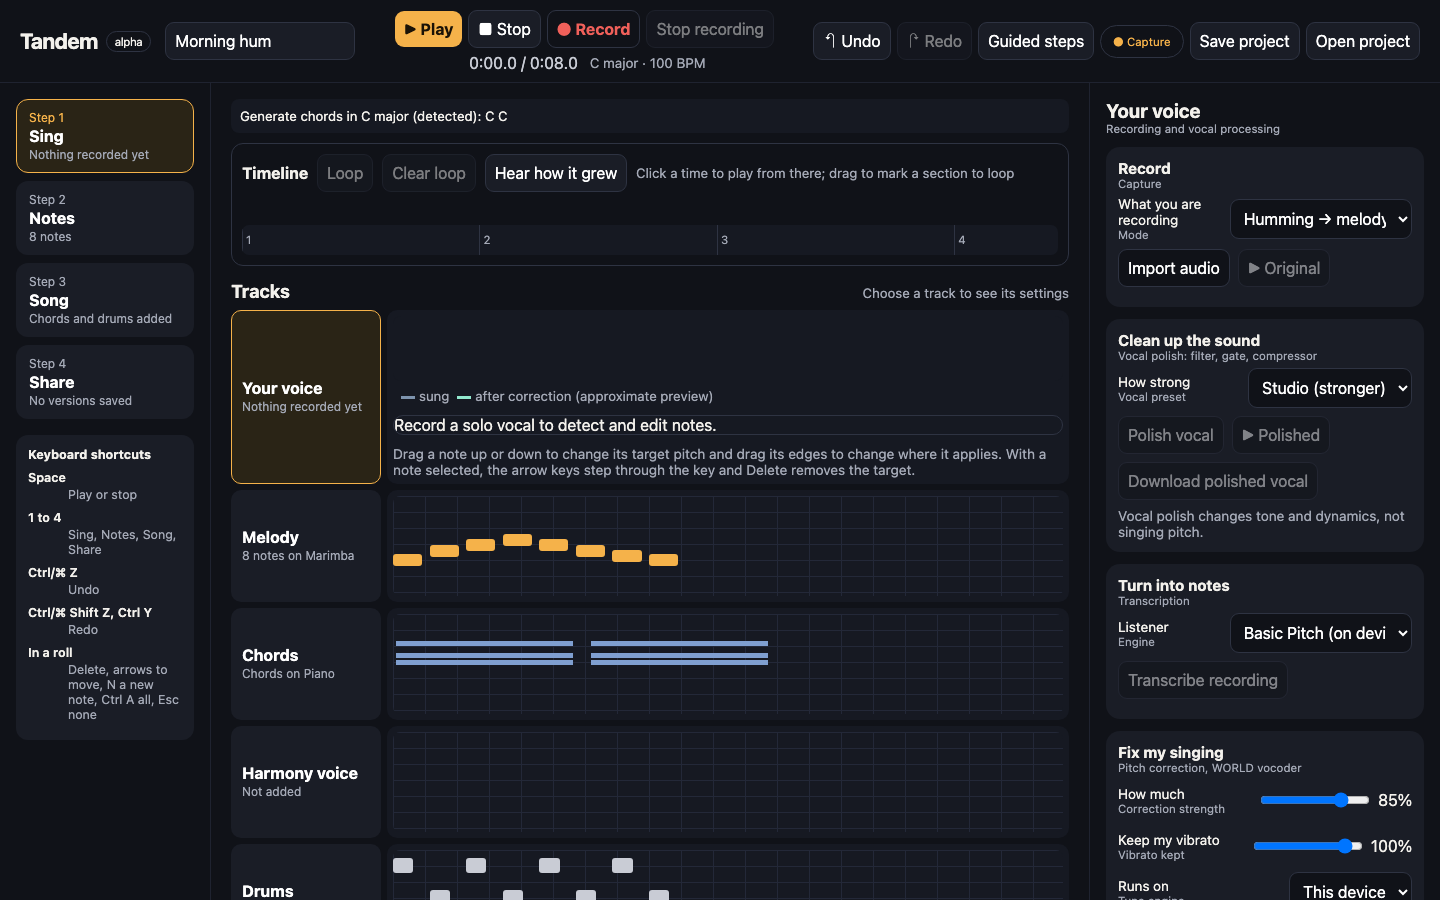 Tandem alpha Morning hum
Play Stop Record Stop recording
0:00.0 / 0:08.0 C major · 100 BPM
Undo Redo Guided steps Capture Save project Open project
Step 1
Sing
Nothing recorded yet
Step 2
Notes
8 notes
Step 3
Song
Chords and drums added
Step 4
Share
No versions saved
Keyboard shortcuts
Space
Play or stop
1 to 4
Sing, Notes, Song,
Share
Ctrl/⌘ Z
Undo
Ctrl/⌘ Shift Z, Ctrl Y
Redo
In a roll
Delete, arrows to
move, N a new
note, Ctrl A all, Esc
none
Generate chords in C major (detected): C C
Timeline Loop Clear loop Hear how it grew Click a time to play from there; drag to mark a section to loop
1 2 3 4
Tracks Choose a track to see its settings
Your voice
Nothing recorded yet
sung after correction (approximate preview)
Record a solo vocal to detect and edit notes.
Drag a note up or down to change its target pitch and drag its edges to change where it applies. With a
note selected, the arrow keys step through the key and Delete removes the target.
Melody
8 notes on Marimba
Chords
Chords on Piano
Harmony voice
Not added
Drums
Your voice
Recording and vocal processing
Record
Capture
What you are
recording
Mode
Humming → melody
Import audio Original
Clean up the sound
Vocal polish: filter, gate, compressor
How strong
Vocal preset
Studio (stronger)
Polish vocal Polished
Download polished vocal
Vocal polish changes tone and dynamics, not
singing pitch.
Turn into notes
Transcription
Listener
Engine
Basic Pitch (on devi
Transcribe recording
Fix my singing
Pitch correction, WORLD vocoder
How much
Correction strength
85%
Keep my vibrato
Vibrato kept
100%
Runs on
This device